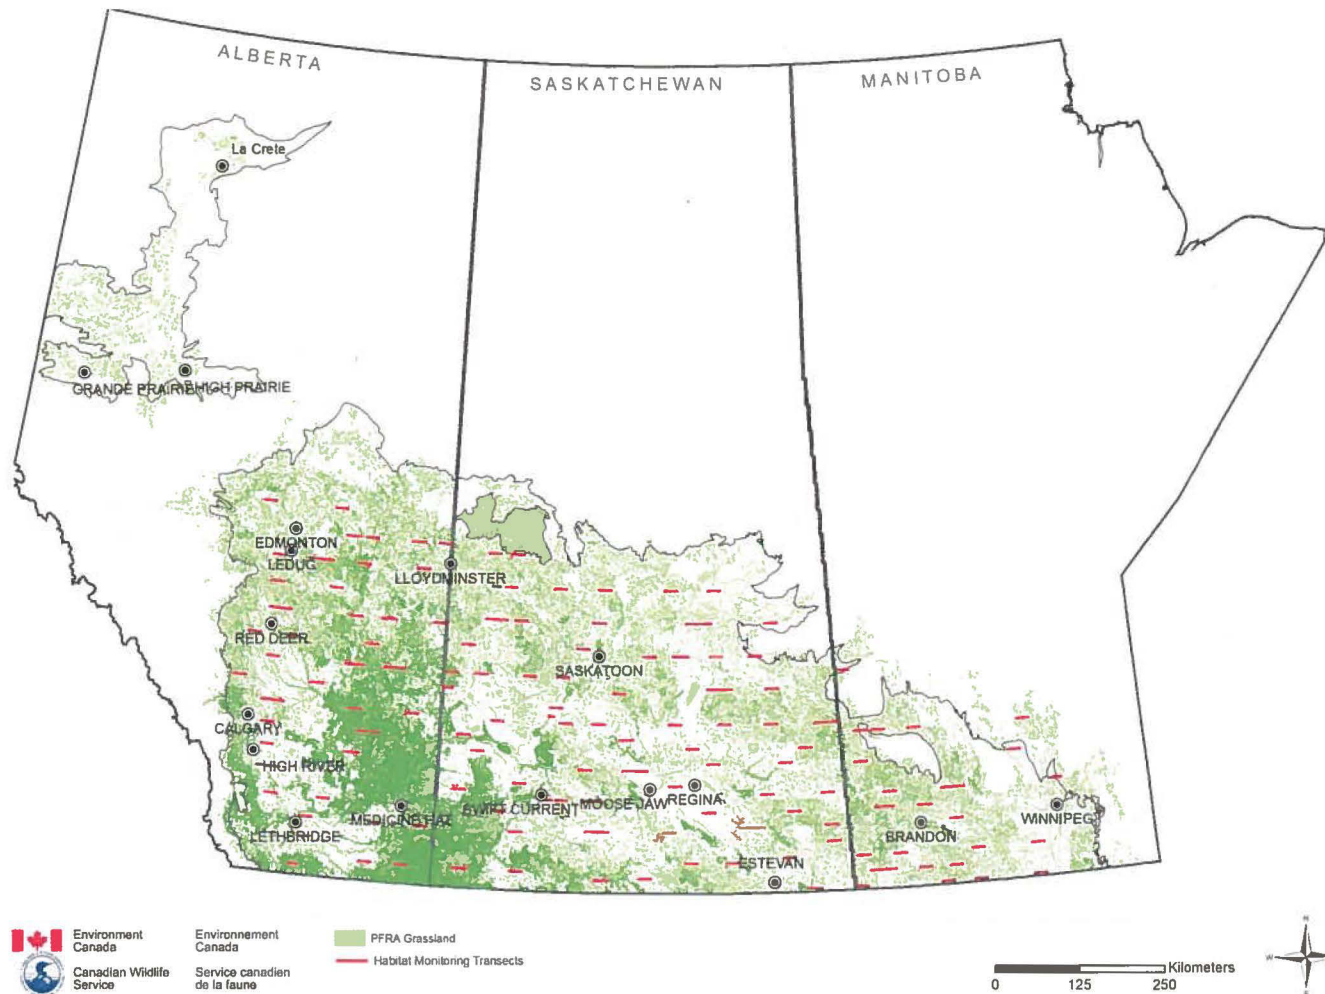 ALBERTA
SASKATCHEWAN
MANITOBA
La Crete
GRANDE PRAIRIE
HIGH PRAIRIE
EDMONTON
LEDUC
LLOYDMINSTER
RED DEER
SASKATOON
CALGARY
HIGH RIVER
MEDICINE HAT
SWIFT CURRENT
MOOSE JAW
REGINA
LETHBRIDGE
BRANDON
WINNIPEG
ESTEVAN
Environment
Canada
Environnement
Canada
Canadian Wildlife
Service
Service canadien
de la faune
PFRA Grassland
Habitat Monitoring Transects
Kilometers
0 125 250
N
W